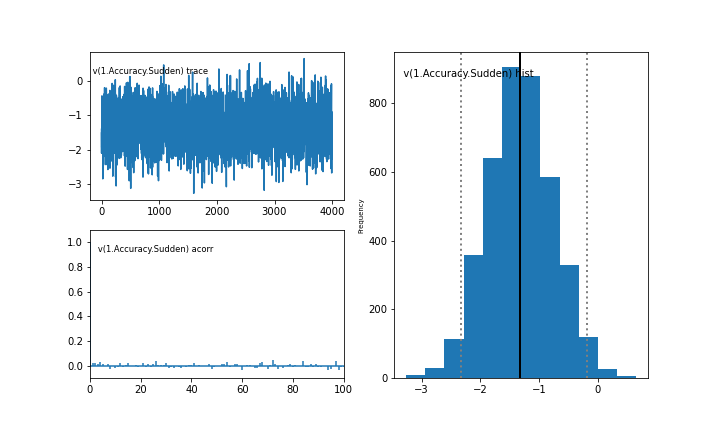 v(1.Accuracy.Sudden) trace
0
−1
−2
−3
0 1000 2000 3000 4000
v(1.Accuracy.Sudden) acorr
1.0
0.8
0.6
0.4
0.2
0.0
0 20 40 60 80 100
v(1.Accuracy.Sudden) hist
Frequency
800
600
400
200
0
−3 −2 −1 0